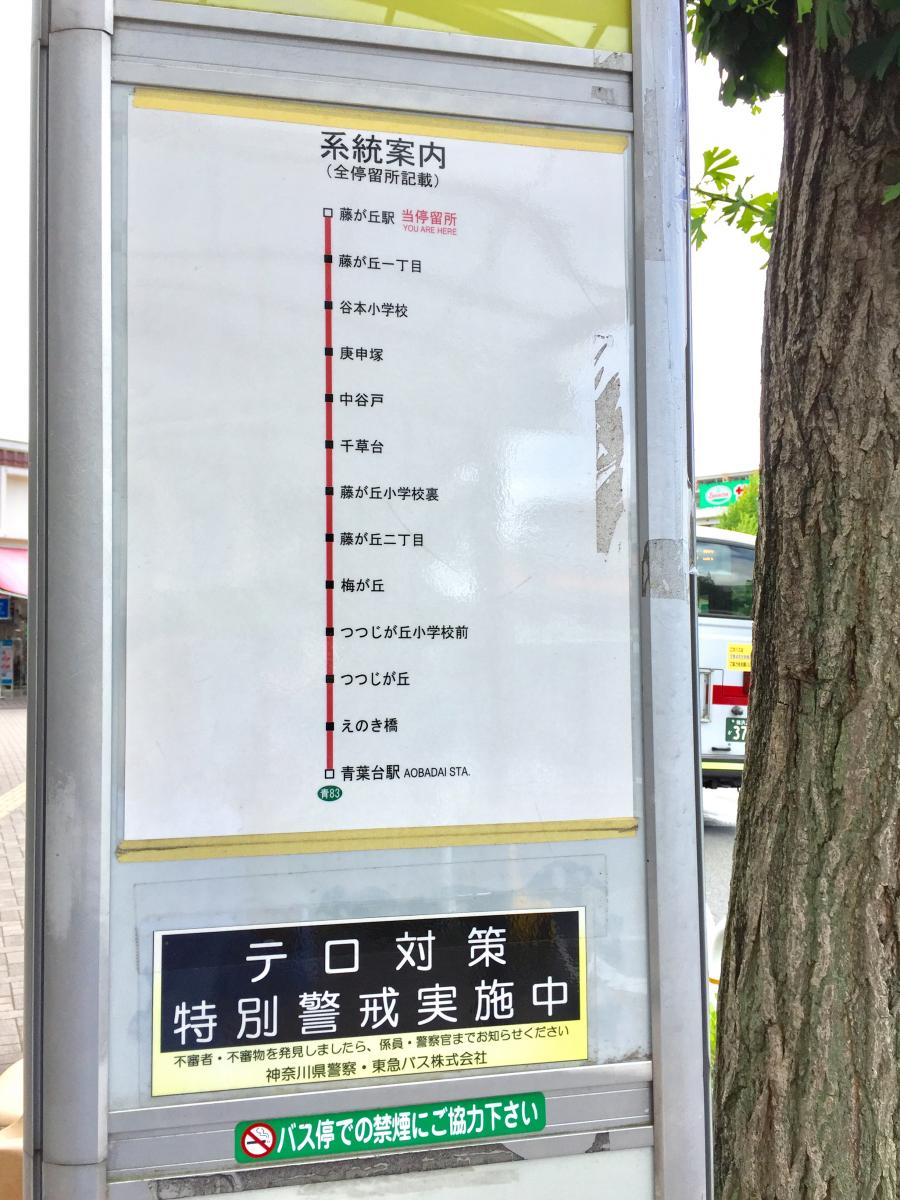 系統案内
（全停留所記載）
藤が丘駅 当停留所
YOU ARE HERE
藤が丘一丁目
谷本小学校
庚申塚
中谷戸
千草台
藤が丘小学校裏
藤が丘二丁目
梅が丘
つつじが丘小学校前
つつじが丘
えのき橋
青葉台駅 AOBADAI STA.
青83
テロ対策
特別警戒実施中
不審者・不審物を発見しましたら、係員・警察官までお知らせください
神奈川県警察・東急バス株式会社
バス停での禁煙にご協力下さい
37